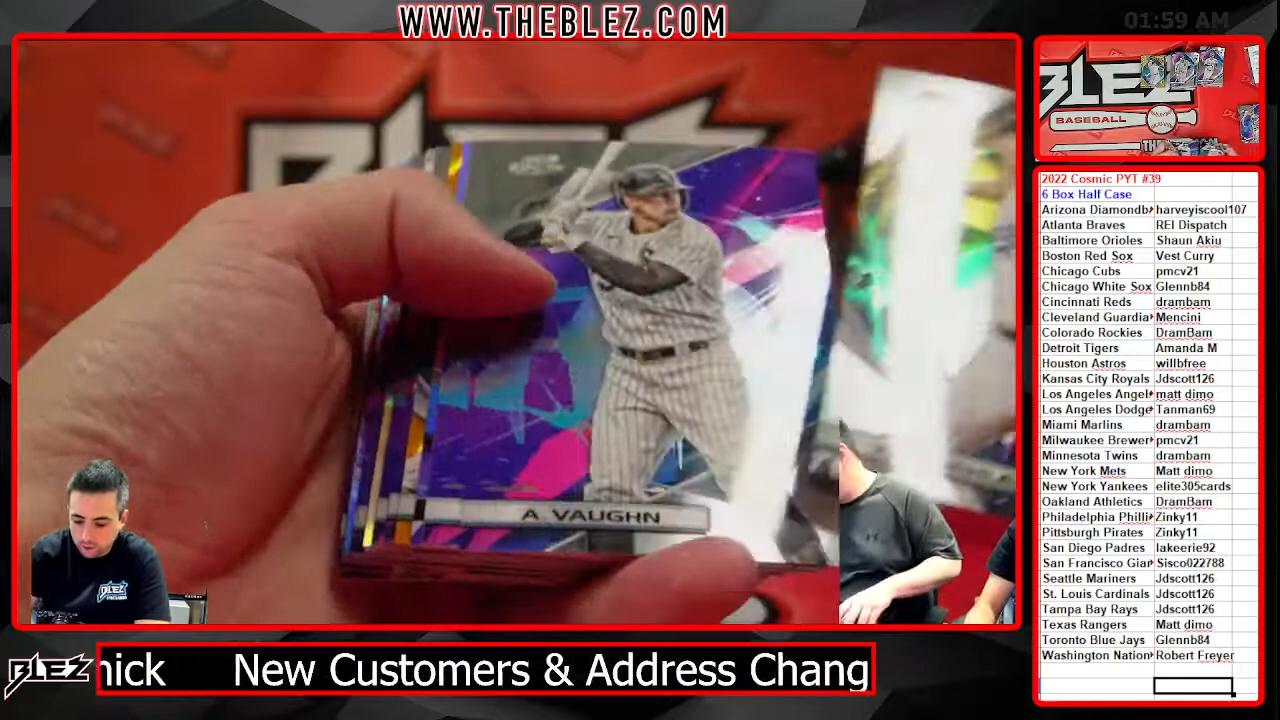 WWW.THEBLEZ.COM
01:59 AM
BLEZ
BASEBALL
A VAUGHN
BLEZ
2022 Cosmic PYT #39
6 Box Half Case
Arizona Diamondb harveyiscool107
Atlanta Braves REI Dispatch
Baltimore Orioles Shaun Akiu
Boston Red Sox Vest Curry
Chicago Cubs pmcv21
Chicago White Sox Glennb84
Cincinnati Reds drambam
Cleveland Guardia Mencini
Colorado Rockies DramBam
Detroit Tigers Amanda M
Houston Astros willbfree
Kansas City Royals Jdscott126
Los Angeles Angel matt dimo
Los Angeles Dodge Tanman69
Miami Marlins drambam
Milwaukee Brewer pmcv21
Minnesota Twins drambam
New York Mets Matt dimo
New York Yankees elite305cards
Oakland Athletics DramBam
Philadelphia Philli Zinky11
Pittsburgh Pirates Zinky11
San Diego Padres lakeerie92
San Francisco Gian Sisco022788
Seattle Mariners Jdscott126
St. Louis Cardinals Jdscott126
Tampa Bay Rays Jdscott126
Texas Rangers Matt dimo
Toronto Blue Jays Glennb84
Washington Nation Robert Freyer
BLEZ
hick New Customers & Address Chang